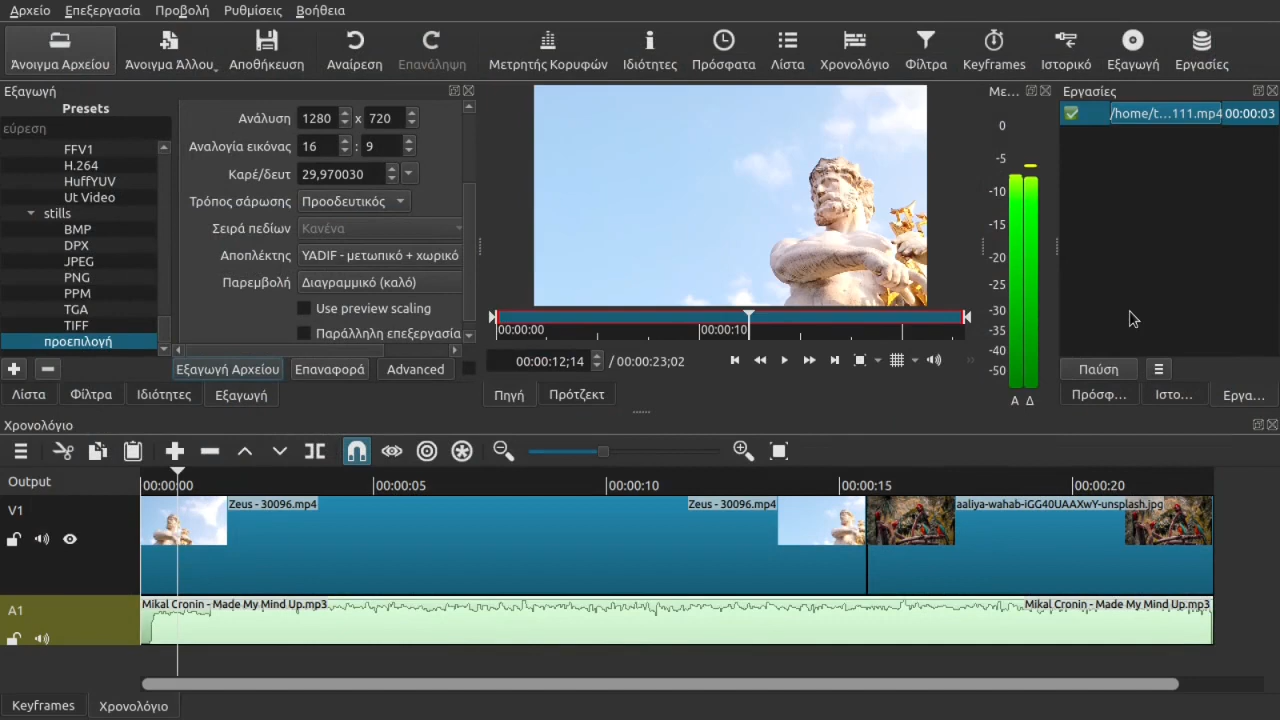 Αρχείο Επεξεργασία Προβολή Ρυθμίσεις Βοήθεια
Άνοιγμα Αρχείου Άνοιγμα Άλλου Αποθήκευση Αναίρεση Επανάληψη Μετρητής Κορυφών Ιδιότητες Πρόσφατα Λίστα Χρονολόγιο Φίλτρα Keyframes Ιστορικό Εξαγωγή Εργασίες
Εξαγωγή
Presets
εύρεση
FFV1
H.264
HuffYUV
Ut Video
stills
BMP
DPX
JPEG
PNG
PPM
TGA
TIFF
προεπιλογή
Ανάλυση 1280 x 720
Αναλογία εικόνας 16 : 9
Καρέ/δευτ 29,970030
Τρόπος σάρωσης Προοδευτικός
Σειρά πεδίων Κανένα
Αποπλέκτης YADIF - μετωπικό + χωρικό
Παρεμβολή Διαγραμμικό (καλό)
Use preview scaling
Παράλληλη επεξεργασία
Εξαγωγή Αρχείου Επαναφορά Advanced
Λίστα Φίλτρα Ιδιότητες Εξαγωγή
00:00:00 00:00:10
00:00:12;14 / 00:00:23;02
Πηγή Πρότζεκτ
Με...
0
-5
-10
-15
-20
-25
-30
-35
-40
-50
Α Δ
Εργασίες
/home/t...111.mp4 00:00:03
Παύση
Πρόσφ... Ιστο... Εργα...
Χρονολόγιο
Output 00:00:00 00:00:05 00:00:10 00:00:15 00:00:20
V1 Zeus - 30096.mp4 Zeus - 30096.mp4 aaliya-wahab-iGG40UAAXwY-unsplash.jpg
A1 Mikal Cronin - Made My Mind Up.mp3 Mikal Cronin - Made My Mind Up.mp3
Keyframes Χρονολόγιο